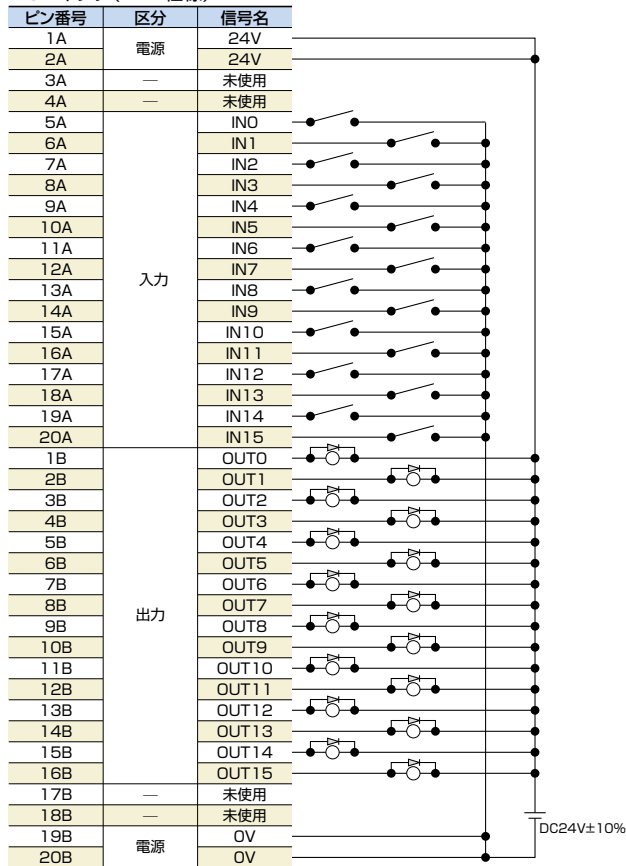 ピン番号 区分 信号名
1A 電源 24V
2A 24V
3A — 未使用
4A — 未使用
5A 入力 IN0
6A IN1
7A IN2
8A IN3
9A IN4
10A IN5
11A IN6
12A IN7
13A IN8
14A IN9
15A IN10
16A IN11
17A IN12
18A IN13
19A IN14
20A IN15
1B 出力 OUT0
2B OUT1
3B OUT2
4B OUT3
5B OUT4
6B OUT5
7B OUT6
8B OUT7
9B OUT8
10B OUT9
11B OUT10
12B OUT11
13B OUT12
14B OUT13
15B OUT14
16B OUT15
17B — 未使用
18B — 未使用
DC24V±10%
19B 電源 0V
20B 0V